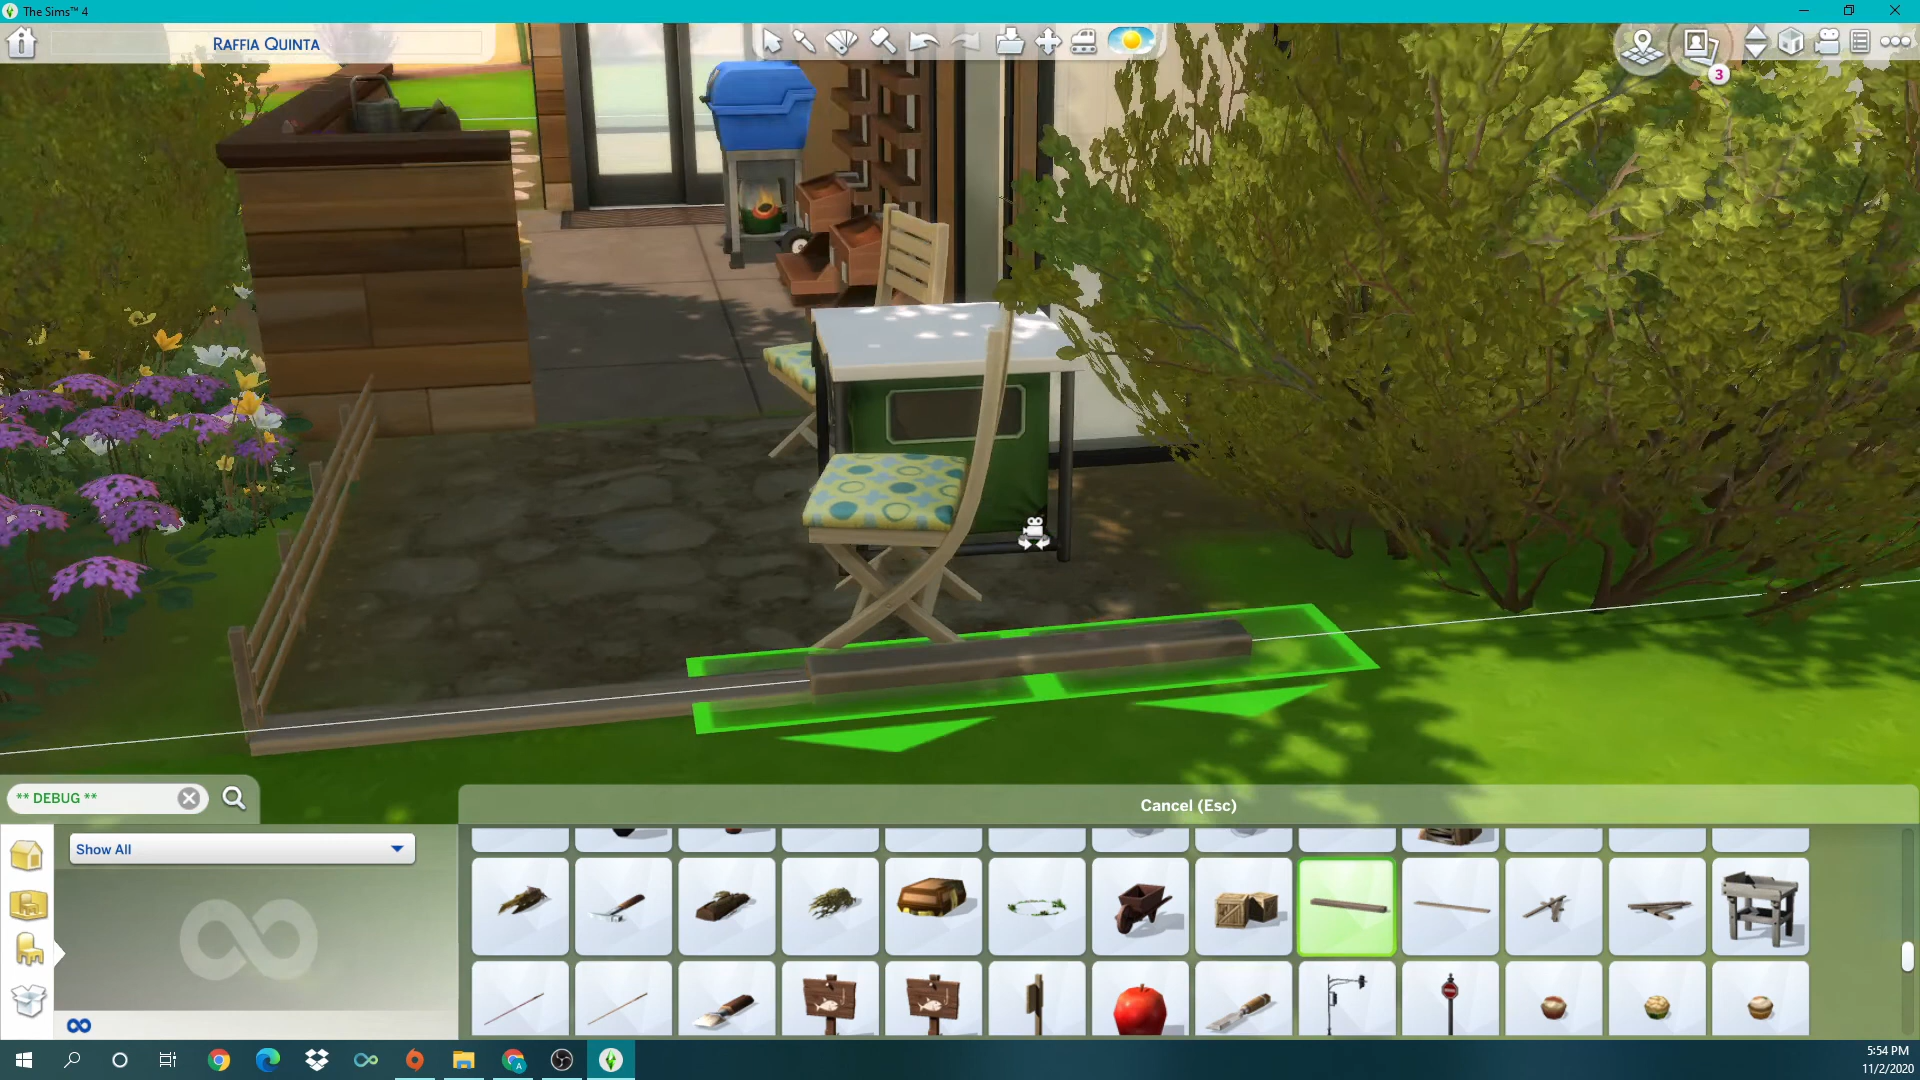 The Sims™ 4
RAFFIA QUINTA
3
** DEBUG **
Cancel (Esc)
Show All
5:54 PM
11/2/2020